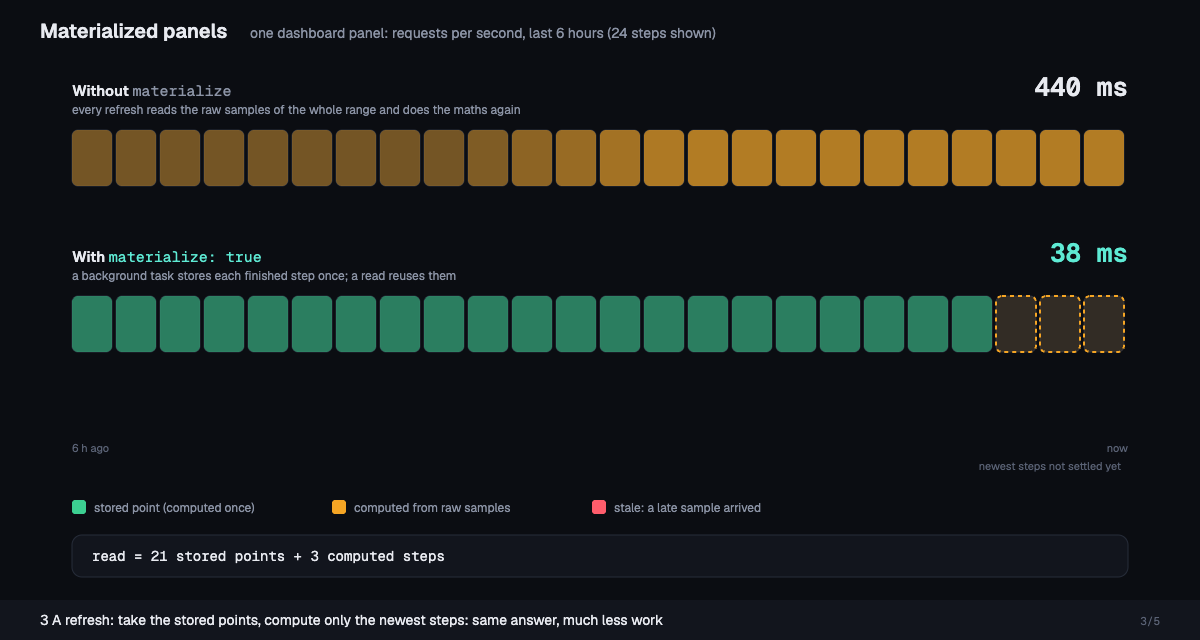 Materialized panels one dashboard panel: requests per second, last 6 hours (24 steps shown)
Without materialize 440 ms
every refresh reads the raw samples of the whole range and does the maths again
With materialize: true 38 ms
a background task stores each finished step once; a read reuses them
6 h ago now
newest steps not settled yet
stored point (computed once) computed from raw samples stale: a late sample arrived
read = 21 stored points + 3 computed steps
3 A refresh: take the stored points, compute only the newest steps: same answer, much less work 3/5